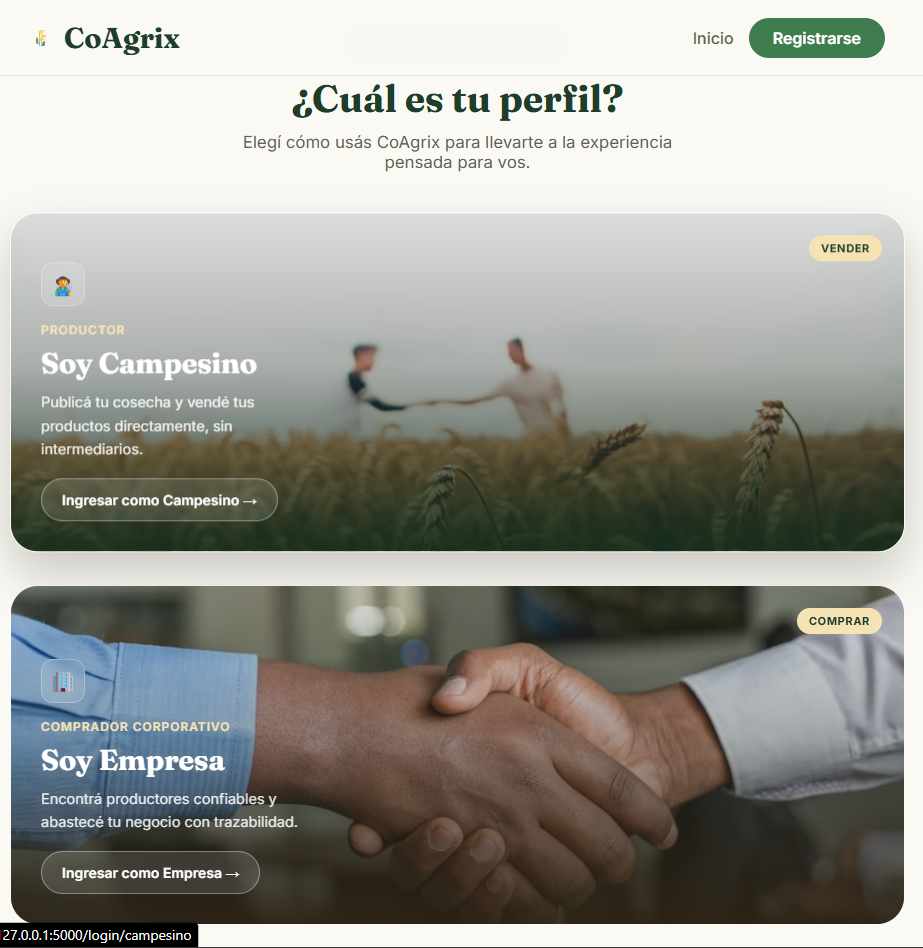 CoAgrix
Inicio
Registrarse
¿Cuál es tu perfil?
Elegí cómo usás CoAgrix para llevarte a la experiencia
pensada para vos.
VENDER
PRODUCTOR
Soy Campesino
Publicá tu cosecha y vendé tus
productos directamente, sin
intermediarios.
Ingresar como Campesino →
COMPRAR
COMPRADOR CORPORATIVO
Soy Empresa
Encontrá productores confiables y
abastecé tu negocio con trazabilidad.
Ingresar como Empresa →
27.0.0.1:5000/login/campesino